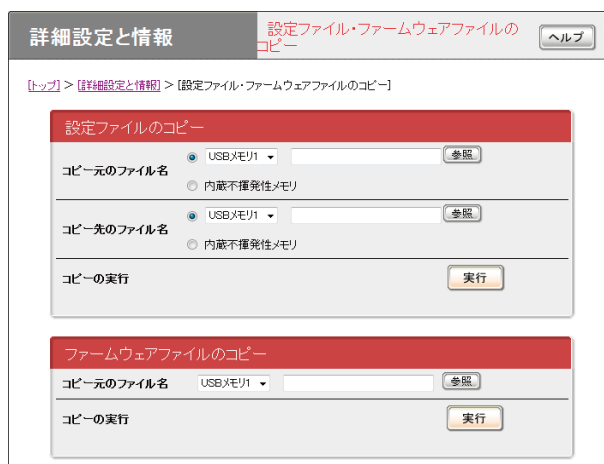 詳細設定と情報
設定ファイル・ファームウェアファイルの
コピー
ヘルプ
[トップ] > [詳細設定と情報] > [設定ファイル・ファームウェアファイルのコピー]
設定ファイルのコピー
コピー元のファイル名
USBメモリ1
参照
内蔵不揮発性メモリ
コピー先のファイル名
USBメモリ1
参照
内蔵不揮発性メモリ
コピーの実行
実行
ファームウェアファイルのコピー
コピー元のファイル名
USBメモリ1
参照
コピーの実行
実行